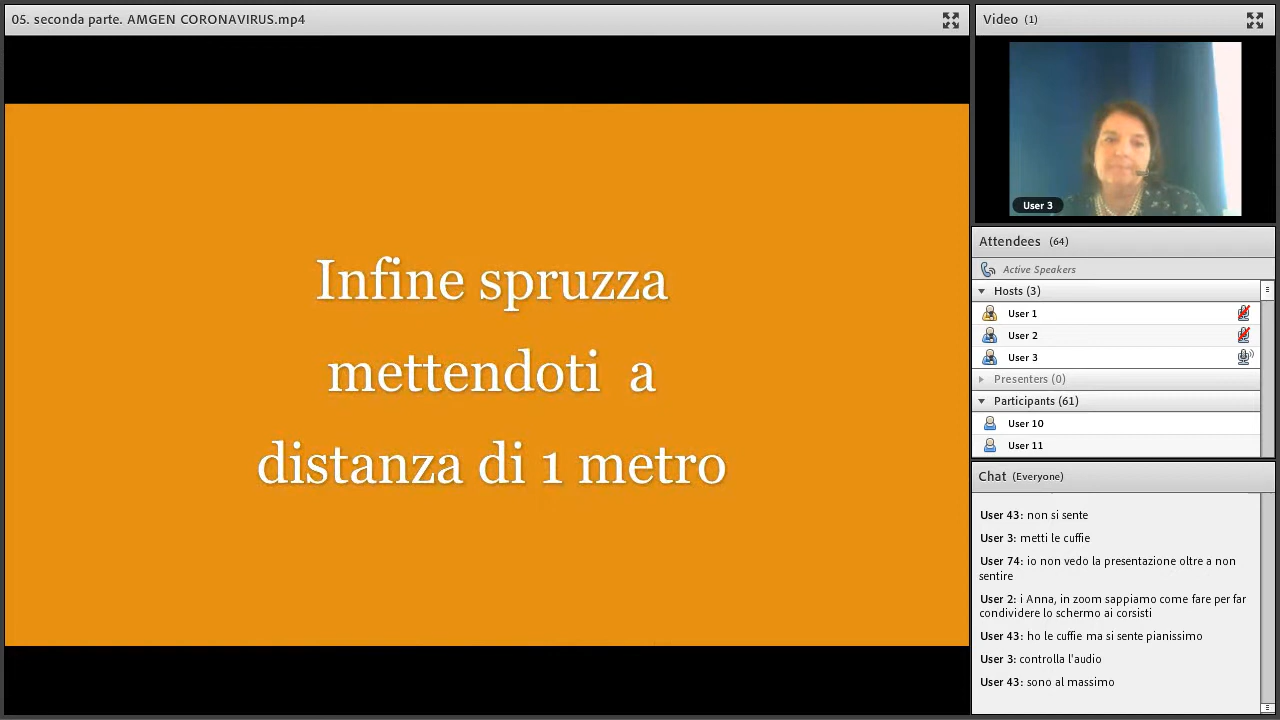 05. seconda parte. AMGEN CORONAVIRUS.mp4
Infine spruzza
mettendoti a
distanza di 1 metro
Video (1)
User 3
Attendees (64)
Active Speakers
Hosts (3)
User 1
User 2
User 3
Presenters (0)
Participants (61)
User 10
User 11
Chat (Everyone)
User 43: non si sente
User 3: metti le cuffie
User 74: io non vedo la presentazione oltre a non
sentire
User 2: i Anna, in zoom sappiamo come fare per far
condividere lo schermo ai corsisti
User 43: ho le cuffie ma si sente pianissimo
User 3: controlla l'audio
User 43: sono al massimo